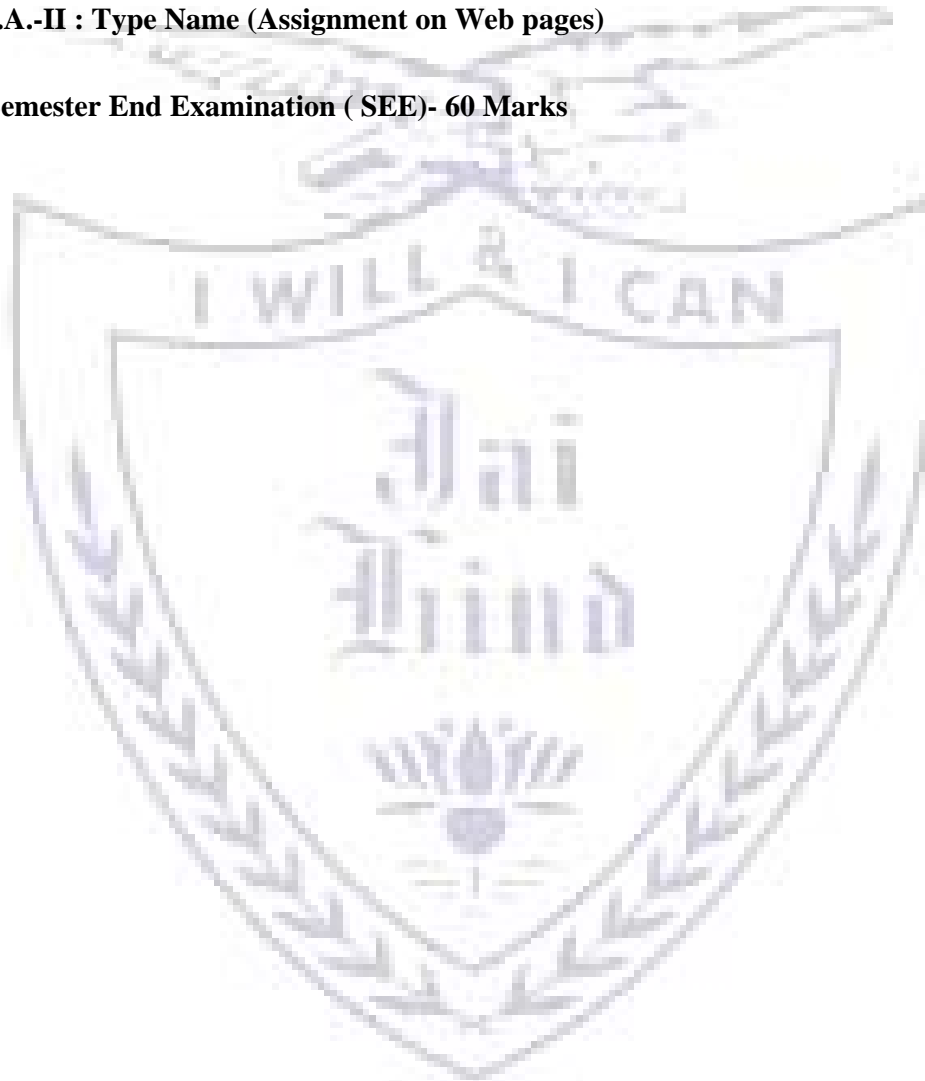 .A.-II : Type Name (Assignment on Web pages)
emester End Examination ( SEE)- 60 Marks
I WILL & I CAN
Jai
Hind